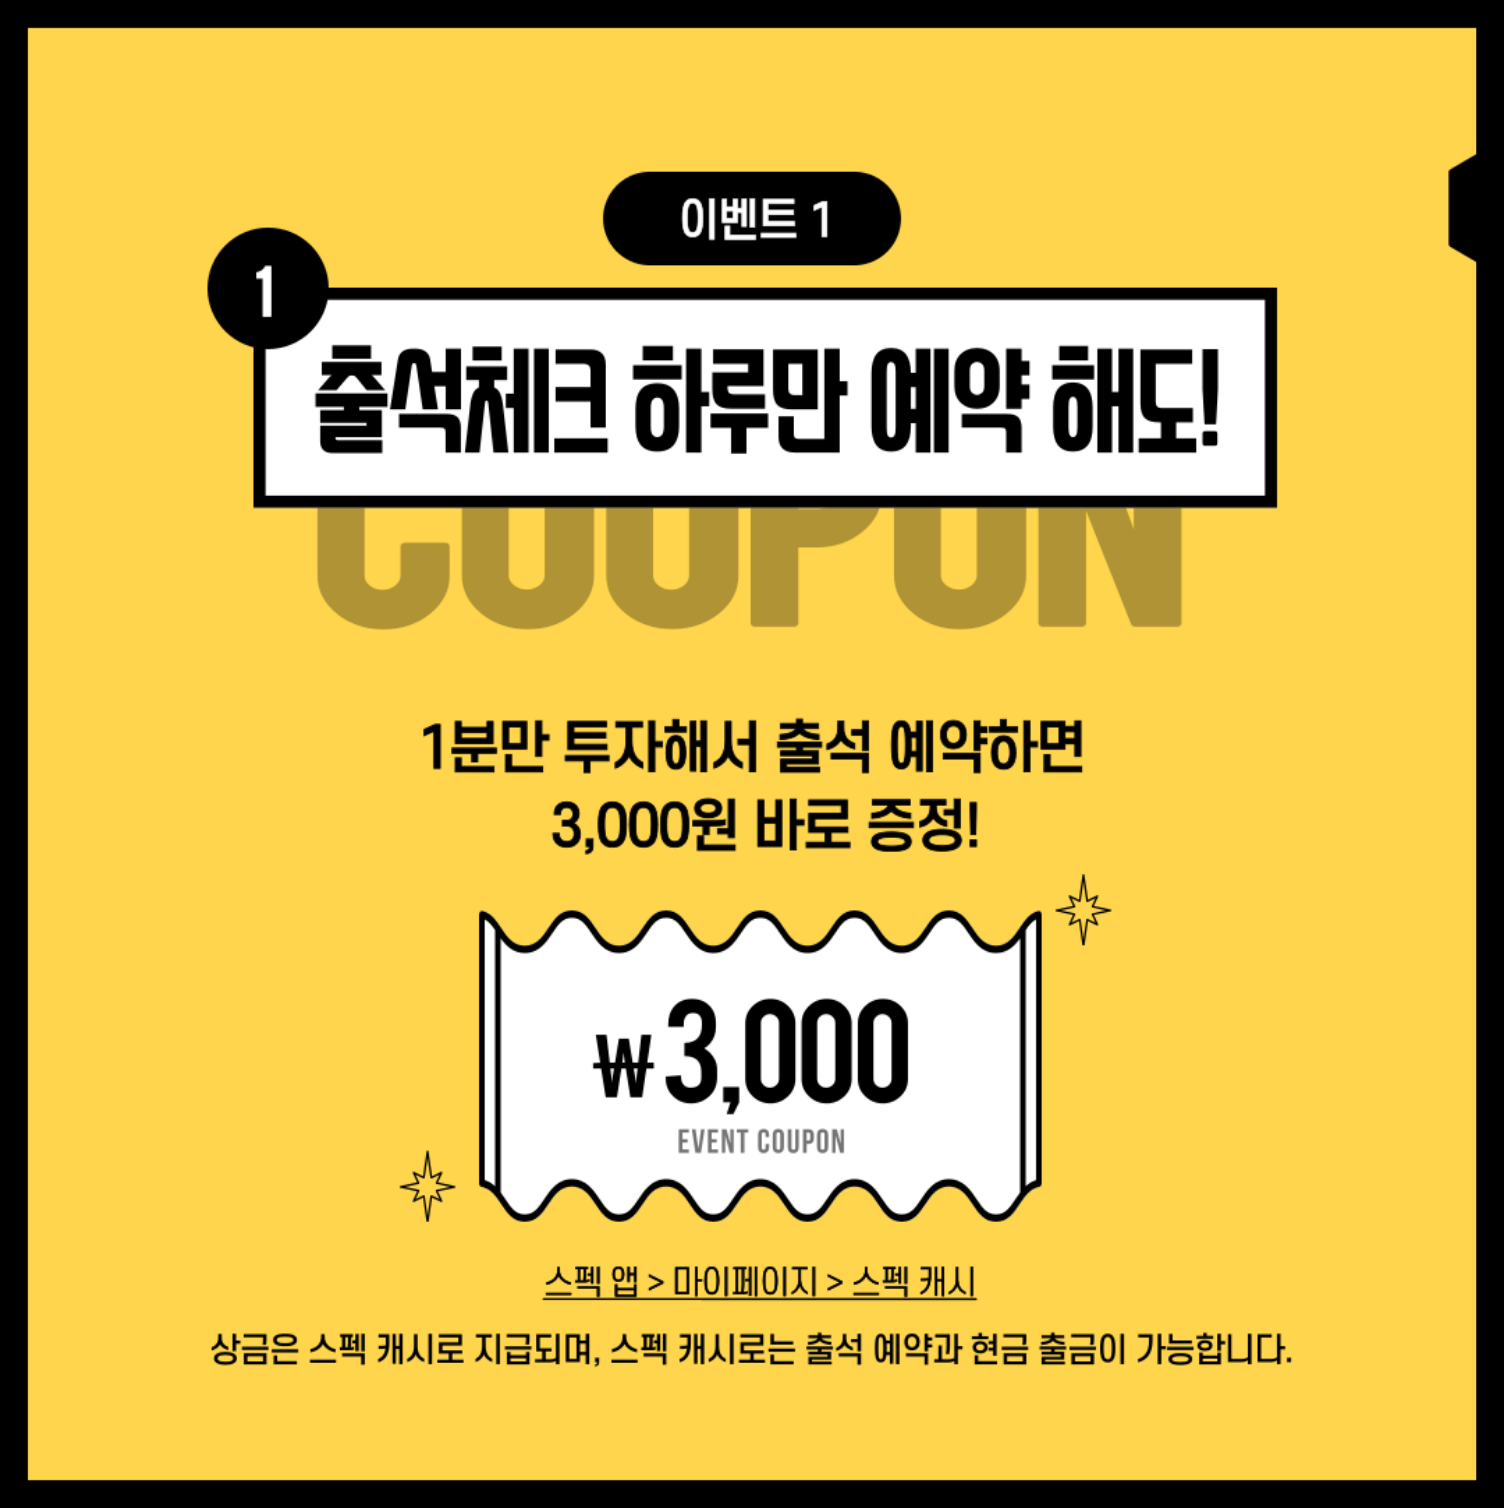 이벤트 1
1
출석체크 하루만 예약 해도!
COUPON
1분만 투자해서 출석 예약하면
3,000원 바로 증정!
₩3,000
EVENT COUPON
스펙 앱 > 마이페이지 > 스펙 캐시
상금은 스펙 캐시로 지급되며, 스펙 캐시로는 출석 예약과 현금 출금이 가능합니다.